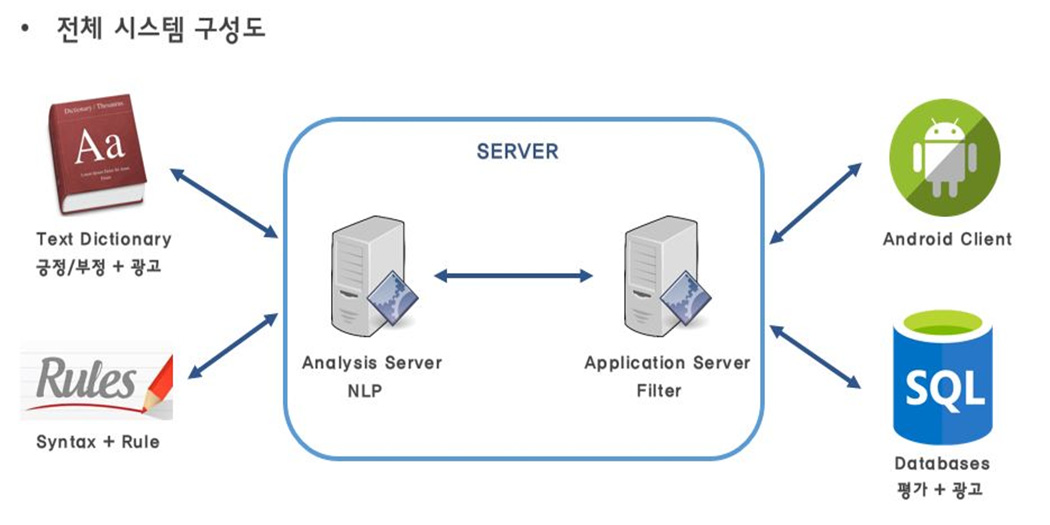 • 전체 시스템 구성도
Dictionary / Thesaurus
Aa
Text Dictionary
긍정/부정 + 광고
Rules
Syntax + Rule
SERVER
Analysis Server
NLP
Application Server
Filter
Android Client
SQL
Databases
평가 + 광고